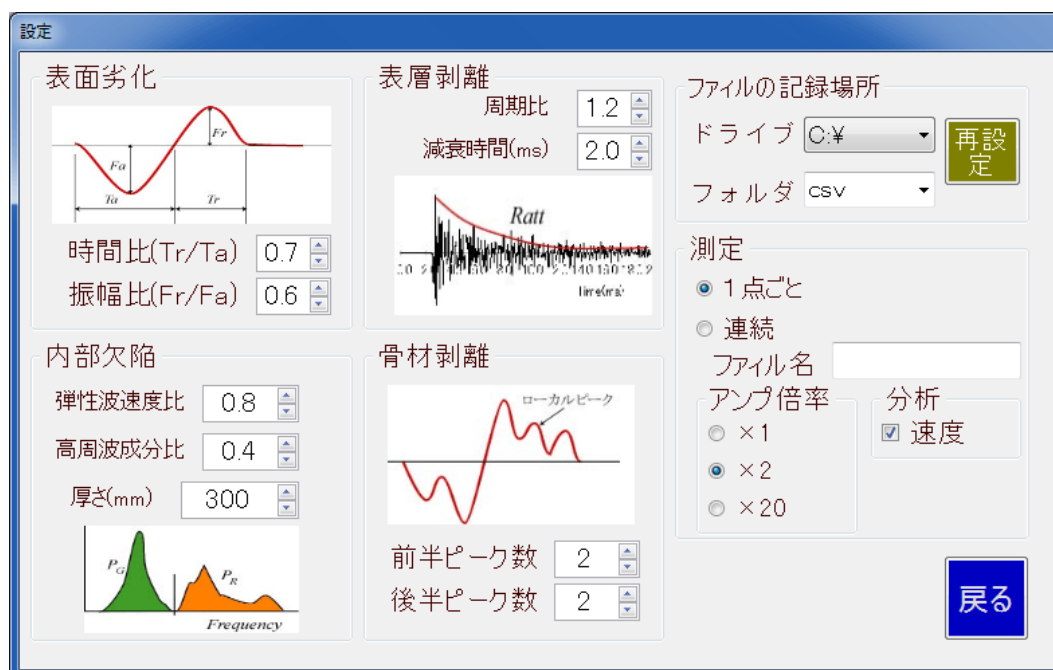 設定
表面劣化
Fr
Fa
Ta
Tr
時間比(Tr/Ta) 0.7
振幅比(Fr/Fa) 0.6
表層剥離
周期比 1.2
減衰時間(ms) 2.0
Ratt
Time(ms)
内部欠陥
弾性波速度比 0.8
高周波成分比 0.4
厚さ(mm) 300
PG
PR
Frequency
骨材剥離
ローカルピーク
前半ピーク数 2
後半ピーク数 2
ファイルの記録場所
ドライブ C:¥
フォルダ csv
再設定
測定
1点ごと
連続
ファイル名
アンプ倍率
×1
×2
×20
分析
速度
戻る